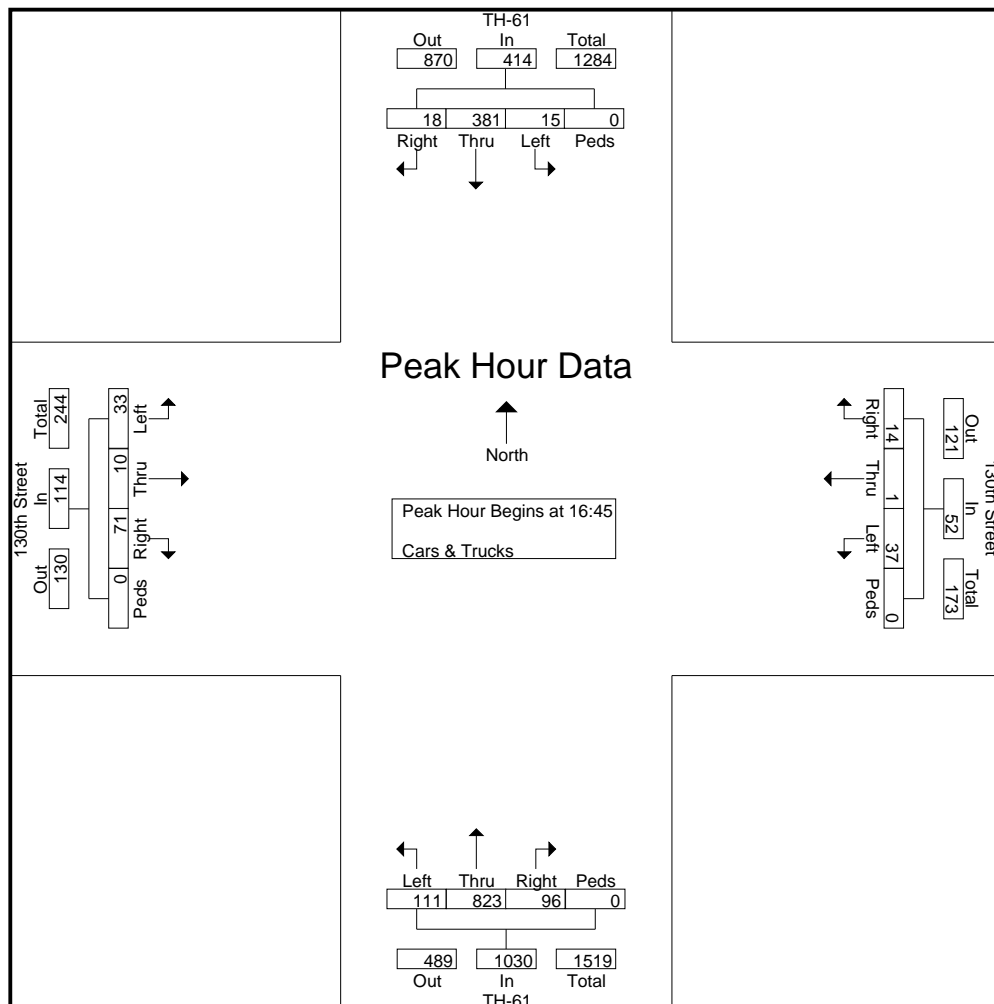 TH-61
Out In Total
870 414 1284
18 381 15 0
Right Thru Left Peds
Peak Hour Data
North
Peak Hour Begins at 16:45
Cars & Trucks
130th Street
Total In Out
244 114 130
33 10 71 0
Left Thru Right Peds
130th Street
Out In Total
121 52 173
14 1 37 0
Right Thru Left Peds
Left Thru Right Peds
111 823 96 0
489 1030 1519
Out In Total
TH-61